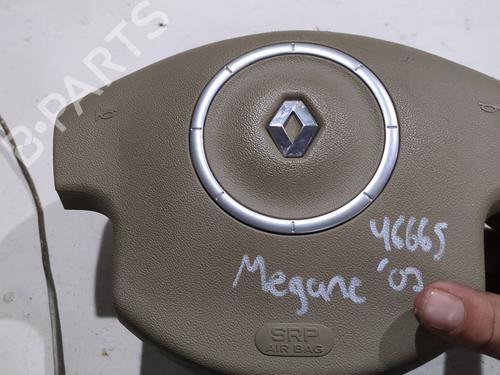 B-PARTS
46665
Megane '03
SRP
AIR BAG